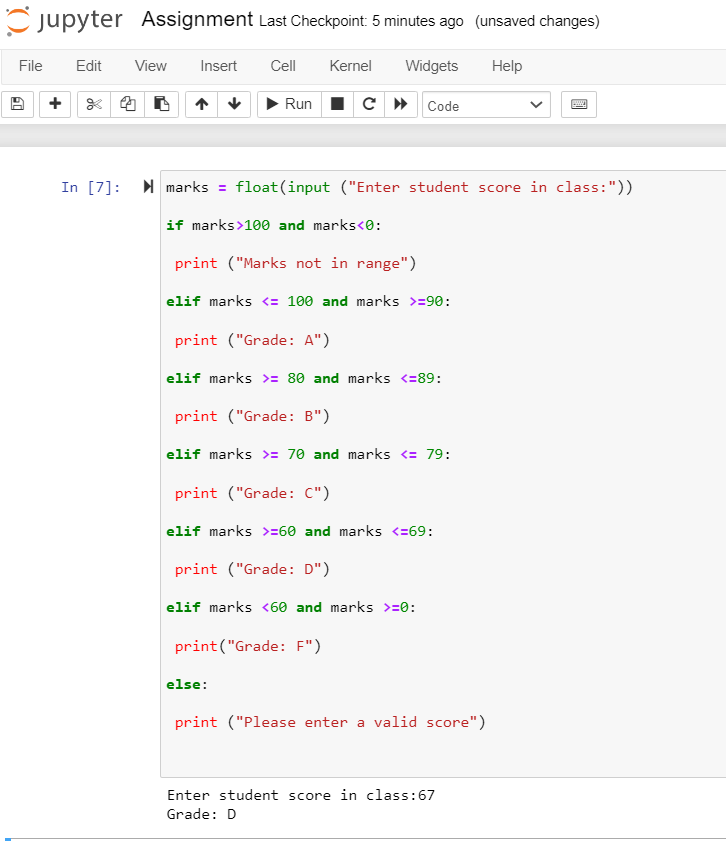 jupyter Assignment Last Checkpoint: 5 minutes ago (unsaved changes)
File Edit View Insert Cell Kernel Widgets Help
Run Code
In [7]: marks = float(input ("Enter student score in class:"))
if marks>100 and marks<0:
print ("Marks not in range")
elif marks <= 100 and marks >=90:
print ("Grade: A")
elif marks >= 80 and marks <=89:
print ("Grade: B")
elif marks >= 70 and marks <= 79:
print ("Grade: C")
elif marks >=60 and marks <=69:
print ("Grade: D")
elif marks <60 and marks >=0:
print("Grade: F")
else:
print ("Please enter a valid score")
Enter student score in class:67
Grade: D